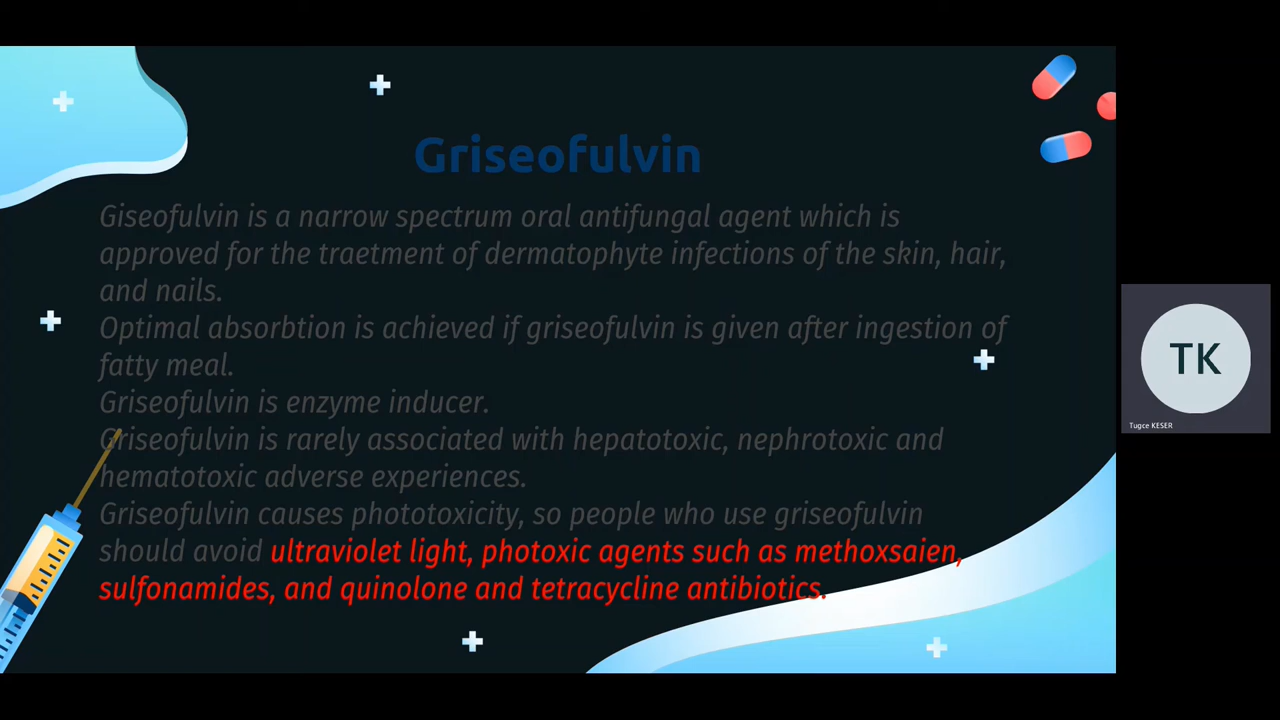 Griseofulvin
Giseofulvin is a narrow spectrum oral antifungal agent which is
approved for the traetment of dermatophyte infections of the skin, hair,
and nails.
Optimal absorbtion is achieved if griseofulvin is given after ingestion of
fatty meal.
Griseofulvin is enzyme inducer.
Griseofulvin is rarely associated with hepatotoxic, nephrotoxic and
hematotoxic adverse experiences.
Griseofulvin causes phototoxicity, so people who use griseofulvin
should avoid ultraviolet light, photoxic agents such as methoxsaien,
sulfonamides, and quinolone and tetracycline antibiotics.
TK
Tugce KESER